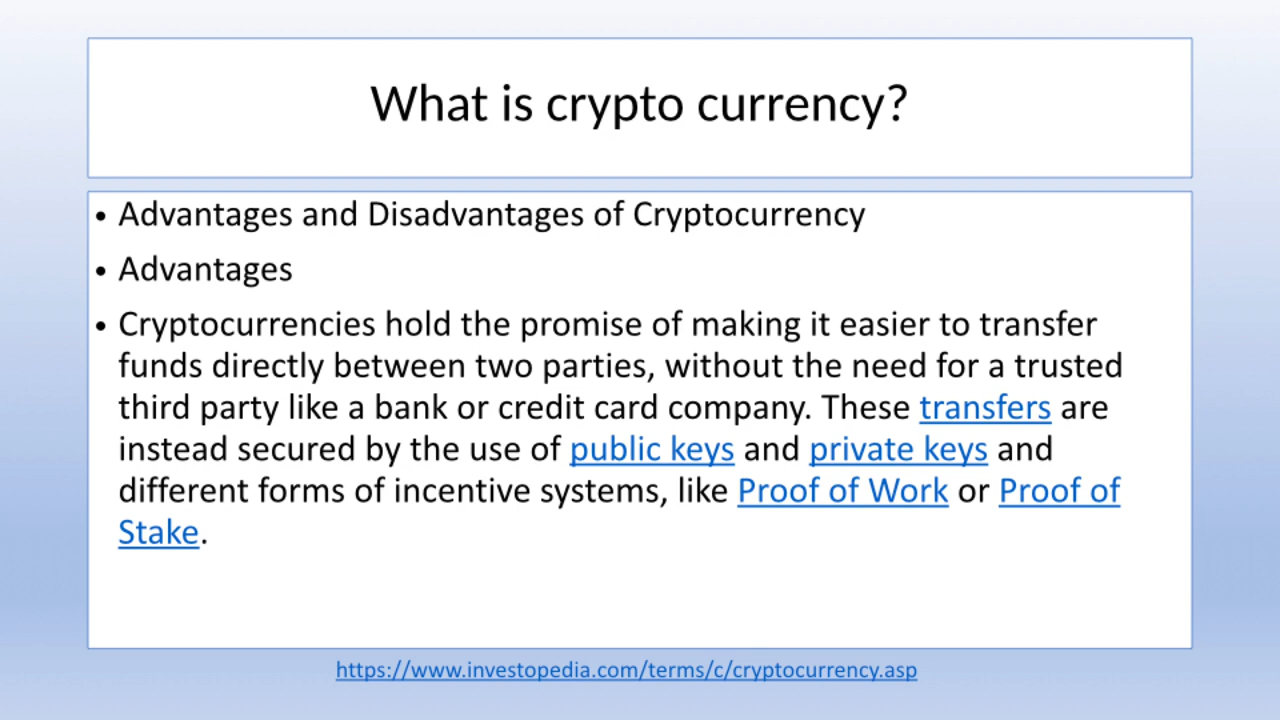 What is crypto currency?
• Advantages and Disadvantages of Cryptocurrency
• Advantages
• Cryptocurrencies hold the promise of making it easier to transfer
funds directly between two parties, without the need for a trusted
third party like a bank or credit card company. These transfers are
instead secured by the use of public keys and private keys and
different forms of incentive systems, like Proof of Work or Proof of
Stake.
https://www.investopedia.com/terms/c/cryptocurrency.asp